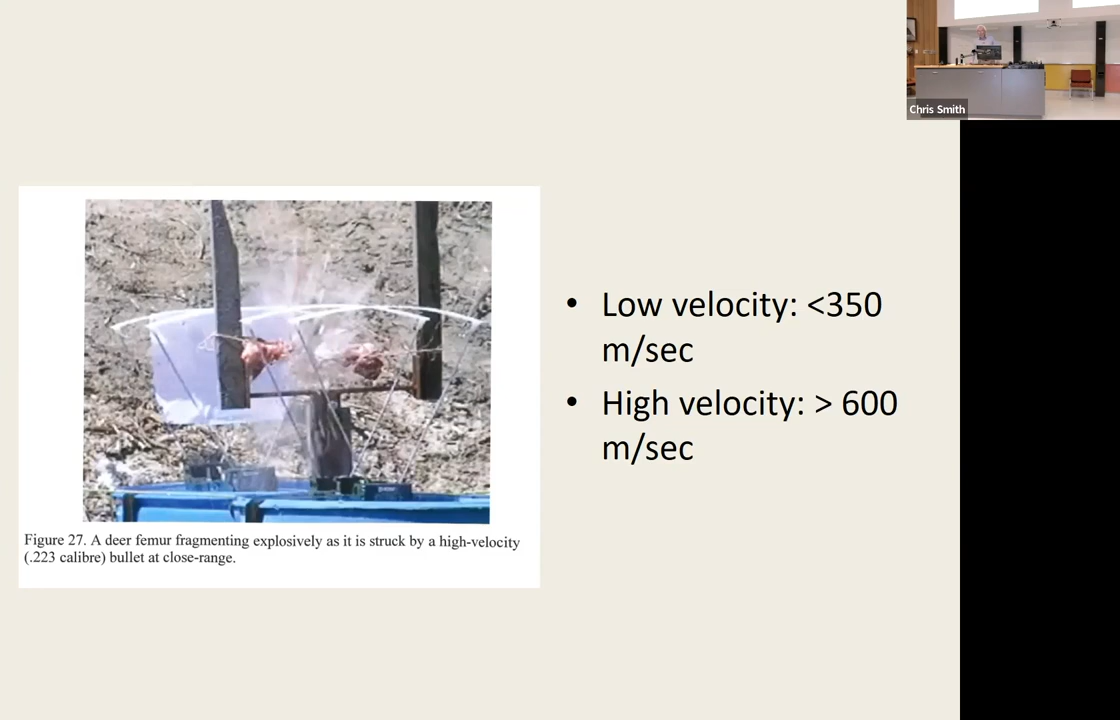 Chris Smith
• Low velocity: <350
m/sec
• High velocity: > 600
m/sec
Figure 27. A deer femur fragmenting explosively as it is struck by a high-velocity
(.223 calibre) bullet at close-range.